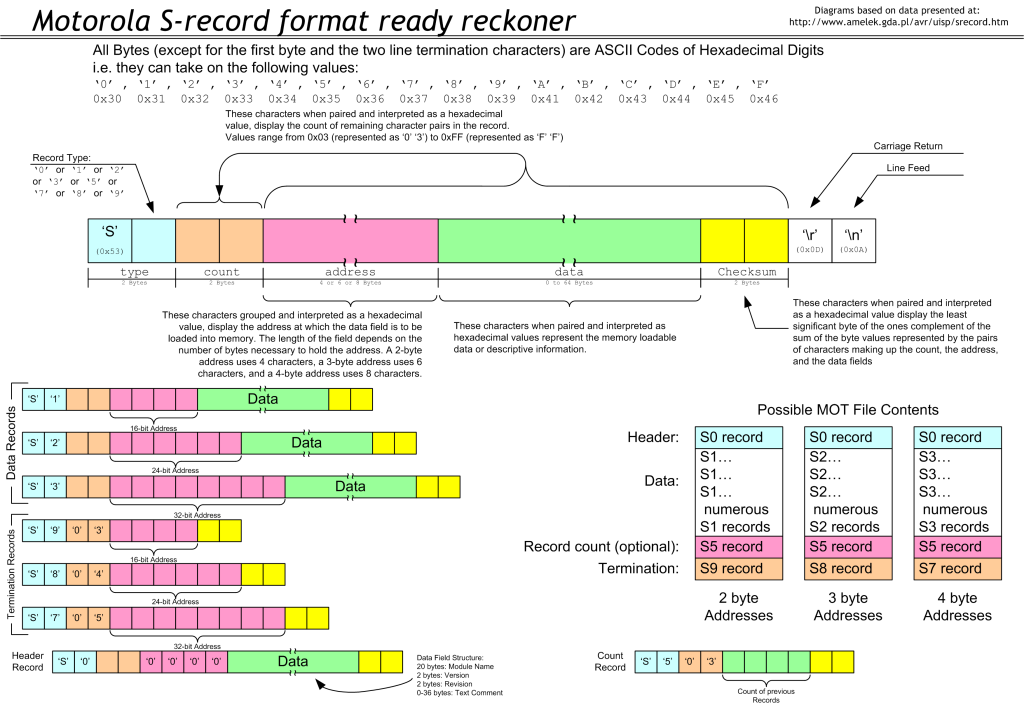 Motorola S-record format ready reckoner
Diagrams based on data presented at:
http://www.amelek.gda.pl/avr/uisp/srecord.htm
All Bytes (except for the first byte and the two line termination characters) are ASCII Codes of Hexadecimal Digits
i.e. they can take on the following values:
‘0’ , ‘1’ , ‘2’ , ‘3’ , ‘4’ , ‘5’ , ‘6’ , ‘7’ , ‘8’ , ‘9’ , ‘A’ , ‘B’ , ‘C’ , ‘D’ , ‘E’ , ‘F’
0x30 0x31 0x32 0x33 0x34 0x35 0x36 0x37 0x38 0x39 0x41 0x42 0x43 0x44 0x45 0x46
These characters when paired and interpreted as a hexadecimal
value, display the count of remaining character pairs in the record.
Values range from 0x03 (represented as ‘0’ ‘3’) to 0xFF (represented as ‘F’ ‘F’)
Record Type:
‘0’ or ‘1’ or ‘2’
or ‘3’ or ‘5’ or
‘7’ or ‘8’ or ‘9’
Carriage Return
Line Feed
‘S’ ‘\r’ ‘\n’
(0x53) (0x0D) (0x0A)
type count address data Checksum
2 Bytes 2 Bytes 4 or 6 or 8 Bytes 0 to 64 Bytes 2 Bytes
These characters grouped and interpreted as a hexadecimal
value, display the address at which the data field is to be
loaded into memory. The length of the field depends on the
number of bytes necessary to hold the address. A 2-byte
address uses 4 characters, a 3-byte address uses 6
characters, and a 4-byte address uses 8 characters.
These characters when paired and interpreted as
hexadecimal values represent the memory loadable
data or descriptive information.
These characters when paired and interpreted
as a hexadecimal value display the least
significant byte of the ones complement of the
sum of the byte values represented by the pairs
of characters making up the count, the address,
and the data fields
Data Records
‘S’ ‘1’ Data
16-bit Address
‘S’ ‘2’ Data
24-bit Address
‘S’ ‘3’ Data
32-bit Address
Termination Records
‘S’ ‘9’ ‘0’ ‘3’
16-bit Address
‘S’ ‘8’ ‘0’ ‘4’
24-bit Address
‘S’ ‘7’ ‘0’ ‘5’
32-bit Address
Header
Record
‘S’ ‘0’ ‘0’ ‘0’ ‘0’ ‘0’ Data
Data Field Structure:
20 bytes: Module Name
2 bytes: Version
2 bytes: Revision
0-36 bytes: Text Comment
Possible MOT File Contents
Header: S0 record S0 record S0 record
S1… S2… S3…
Data: S1… S2… S3…
S1… S2… S3…
numerous numerous numerous
S1 records S2 records S3 records
Record count (optional): S5 record S5 record S5 record
Termination: S9 record S8 record S7 record
2 byte 3 byte 4 byte
Addresses Addresses Addresses
Count
Record
‘S’ ‘5’ ‘0’ ‘3’
Count of previous
Records